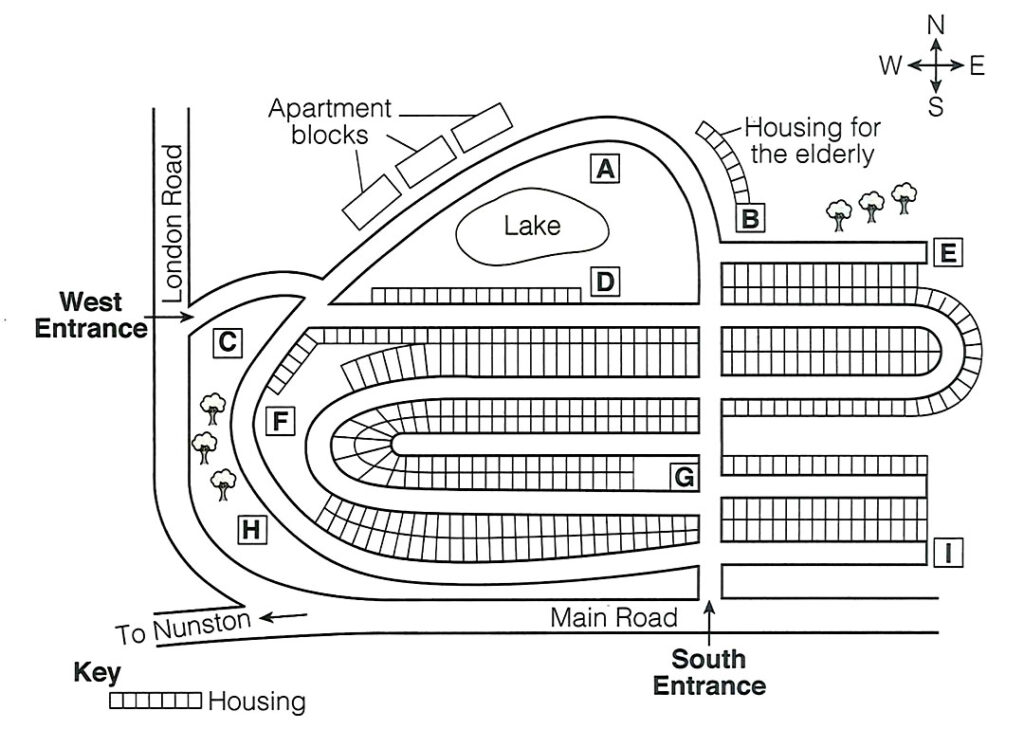 N
W E
S
Apartment
blocks
Housing for
the elderly
London Road
A
B
Lake
E
D
West
Entrance
C
F
G
H
I
Main Road
To Nunston
South
Entrance
Key
Housing